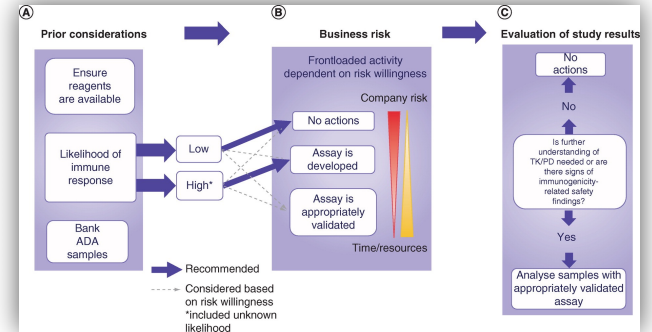 A
Prior considerations
Ensure
reagents
are available
Likelihood of
immune
response
Bank
ADA
samples
Low
High*
Recommended
Considered based
on risk willingness
*included unknown
likelihood
B
Business risk
Frontloaded activity
dependent on risk willingness
Company risk
No actions
Assay is
developed
Assay is
appropriately
validated
Time/resources
C
Evaluation of study results
No
actions
No
Is further
understanding of
TK/PD needed or are
there signs of
immunogenicity-
related safety
findings?
Yes
Analyse samples with
appropriately validated
assay